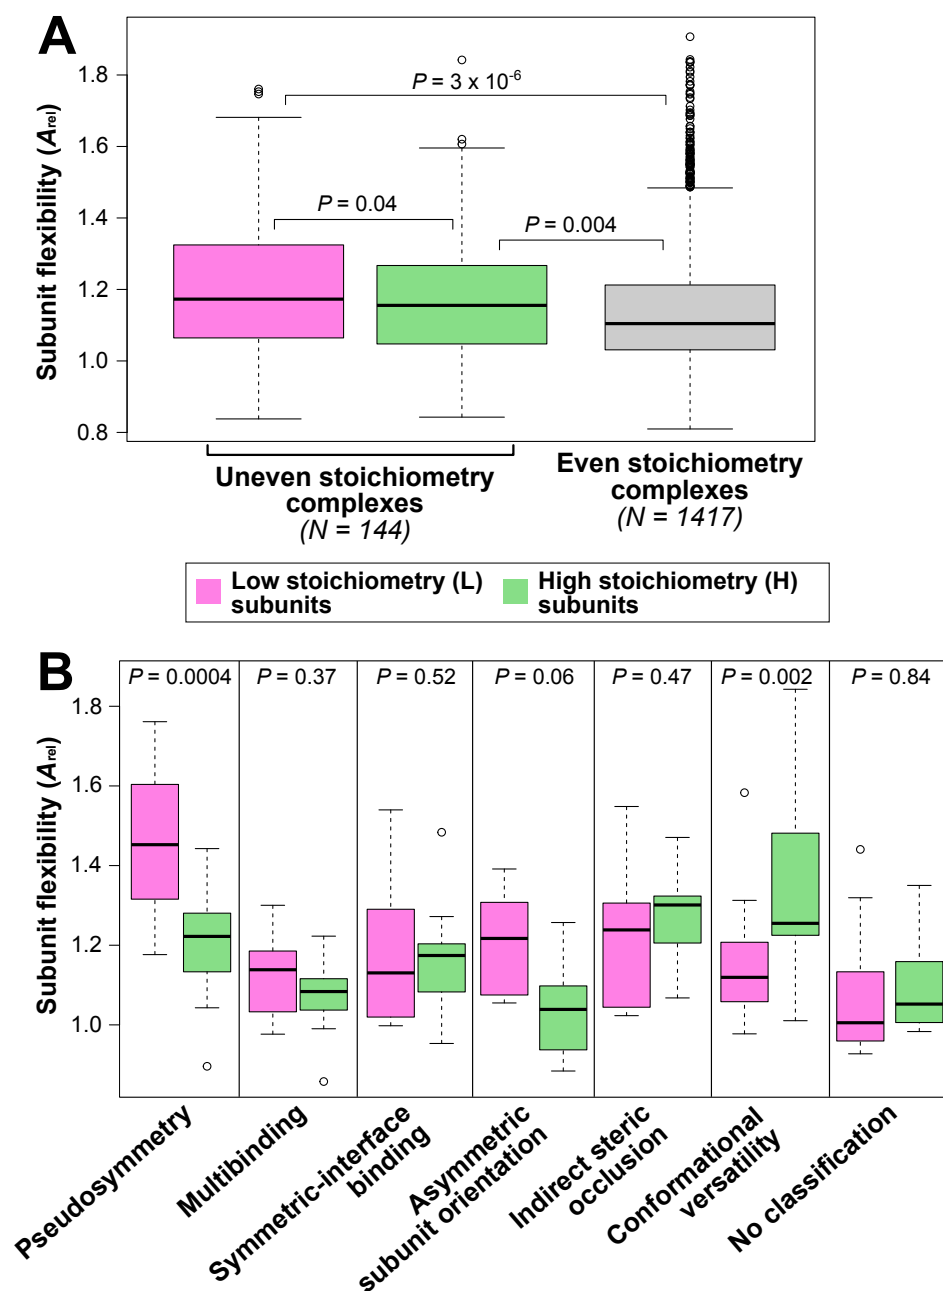 A
Subunit flexibility (Arel)
1.8
1.6
1.4
1.2
1.0
0.8
P = 3 x 10-6
P = 0.04
P = 0.004
Uneven stoichiometry
complexes
(N = 144)
Even stoichiometry
complexes
(N = 1417)
Low stoichiometry (L)
subunits
High stoichiometry (H)
subunits
B
Subunit flexibility (Arel)
1.8
1.6
1.4
1.2
1.0
P = 0.0004
P = 0.37
P = 0.52
P = 0.06
P = 0.47
P = 0.002
P = 0.84
Pseudosymmetry
Multibinding
Symmetric-interface
binding
Asymmetric
subunit orientation
Indirect steric
occlusion
Conformational
versatility
No classification